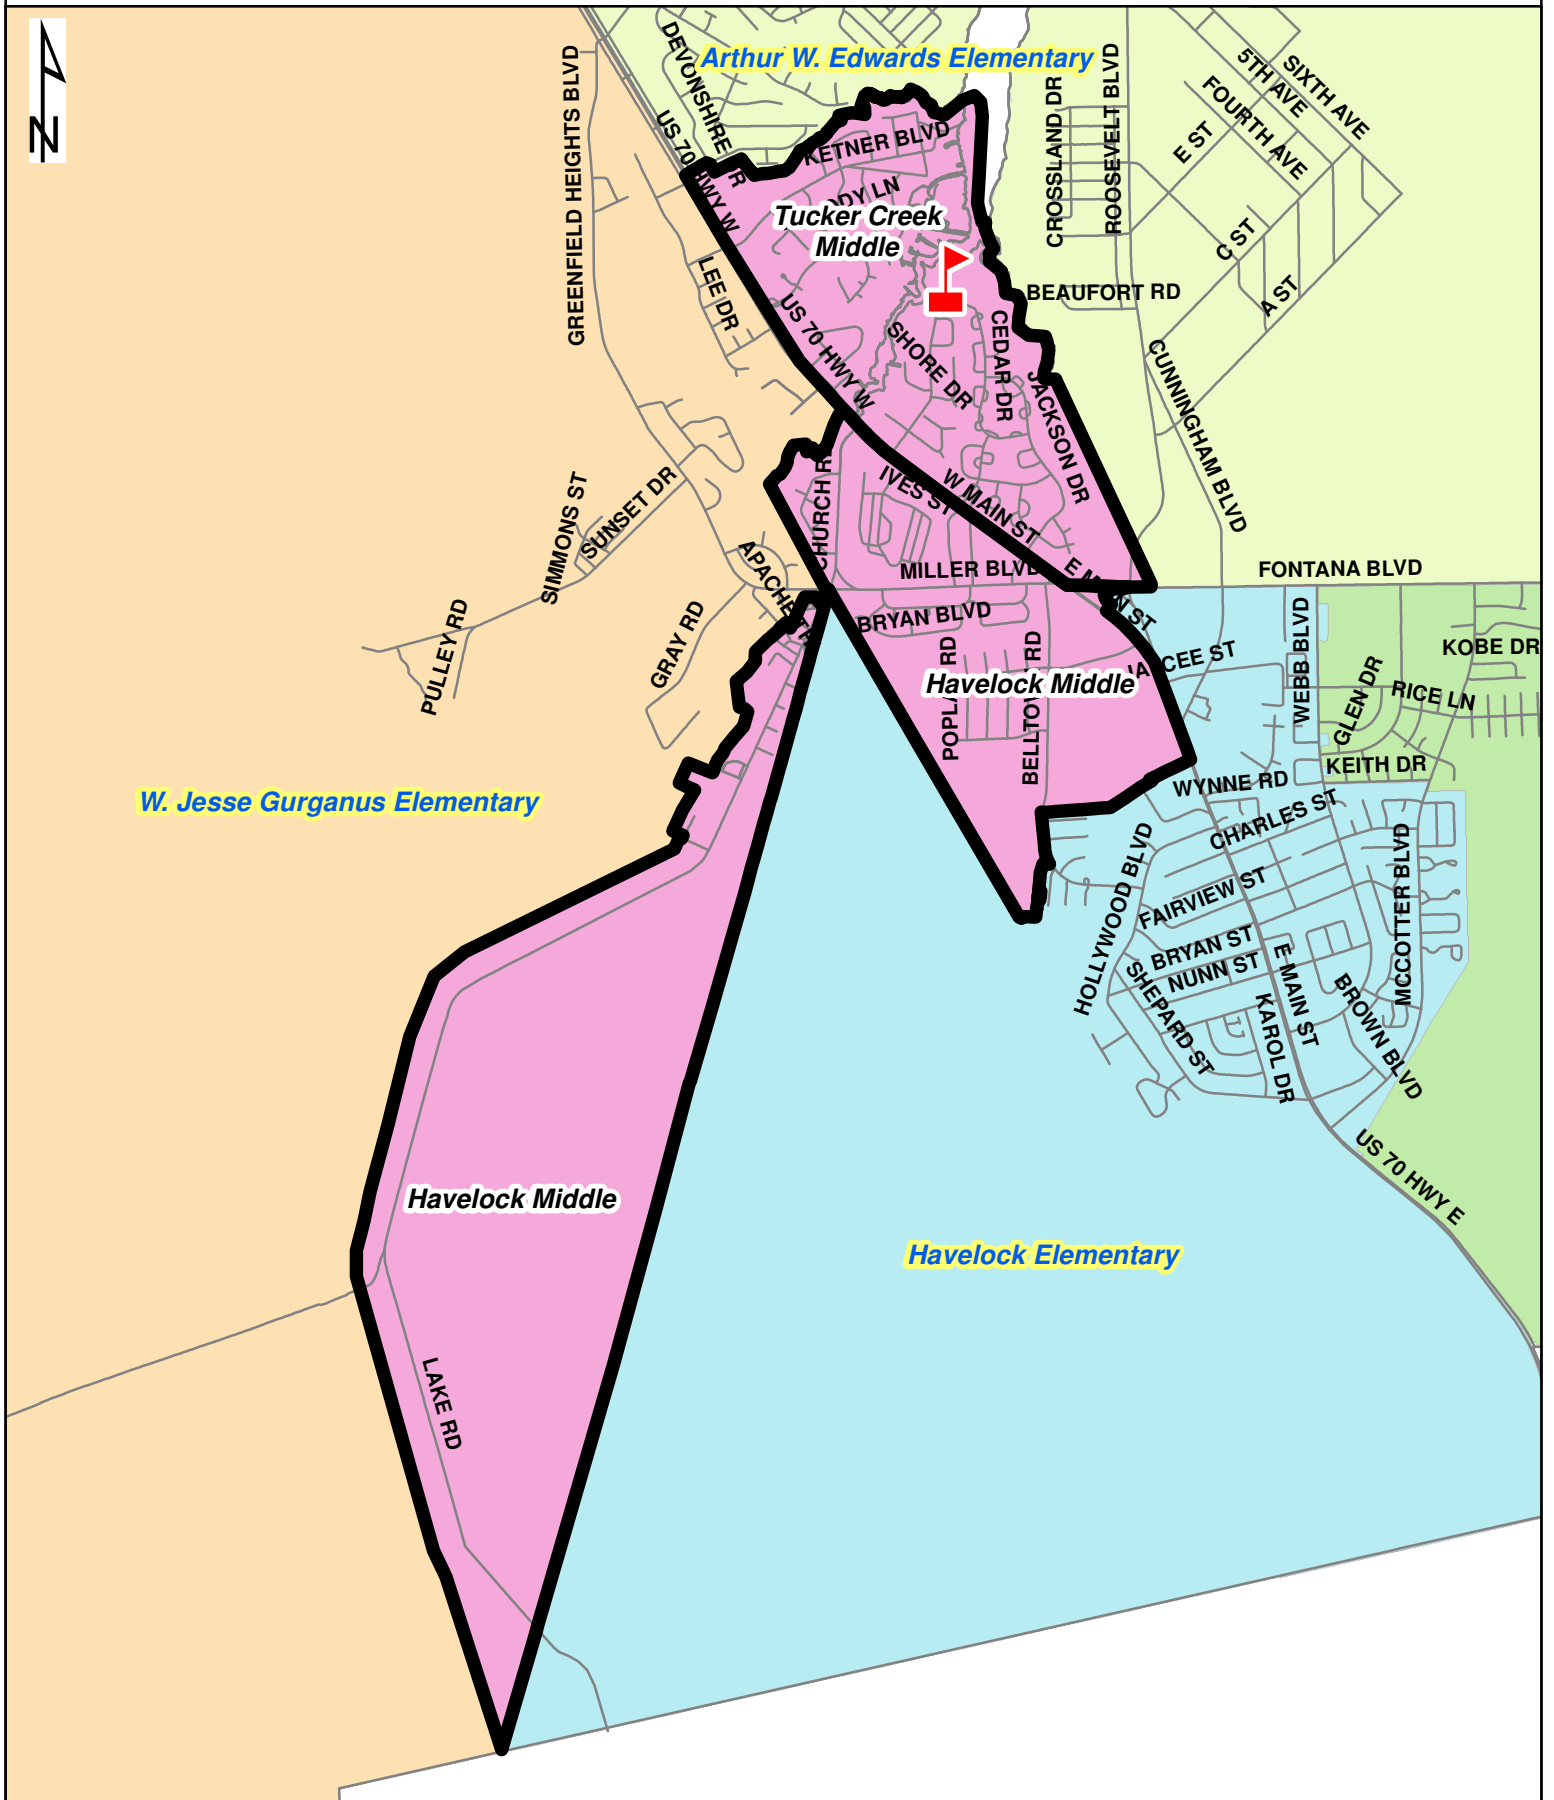 Arthur W. Edwards Elementary
DEVONSHIRE
US 70 HWY W
GREENFIELD HEIGHTS BLVD
KETNER BLVD
CROSSLAND DR
ROOSEVELT BLVD
5TH AVE
SIXTH AVE
FOURTH AVE
E ST
C ST
A ST
Tucker Creek
Middle
LEE DR
US 70 HWY W
SHORE DR
CEDAR DR
JACKSON DR
BEAUFORT RD
CUNNINGHAM BLVD
SIMMONS ST
SUNSET DR
IVES ST
W MAIN ST
MILLER BLVD
FONTANA BLVD
BRYAN BLVD
PULLEY RD
GRAY RD
WEBB BLVD
GLEN DR
KOBE DR
RICE LN
KEITH DR
Havelock Middle
W. Jesse Gurganus Elementary
WYNNE RD
CHARLES ST
HOLLYWOOD BLVD
FAIRVIEW ST
BRYAN ST
NUNN ST
SHEPARD ST
KAROL DR
E MAIN ST
BROWN BLVD
MCCOTTER BLVD
US 70 HWY E
Havelock Middle
Havelock Elementary
LAKE RD
N